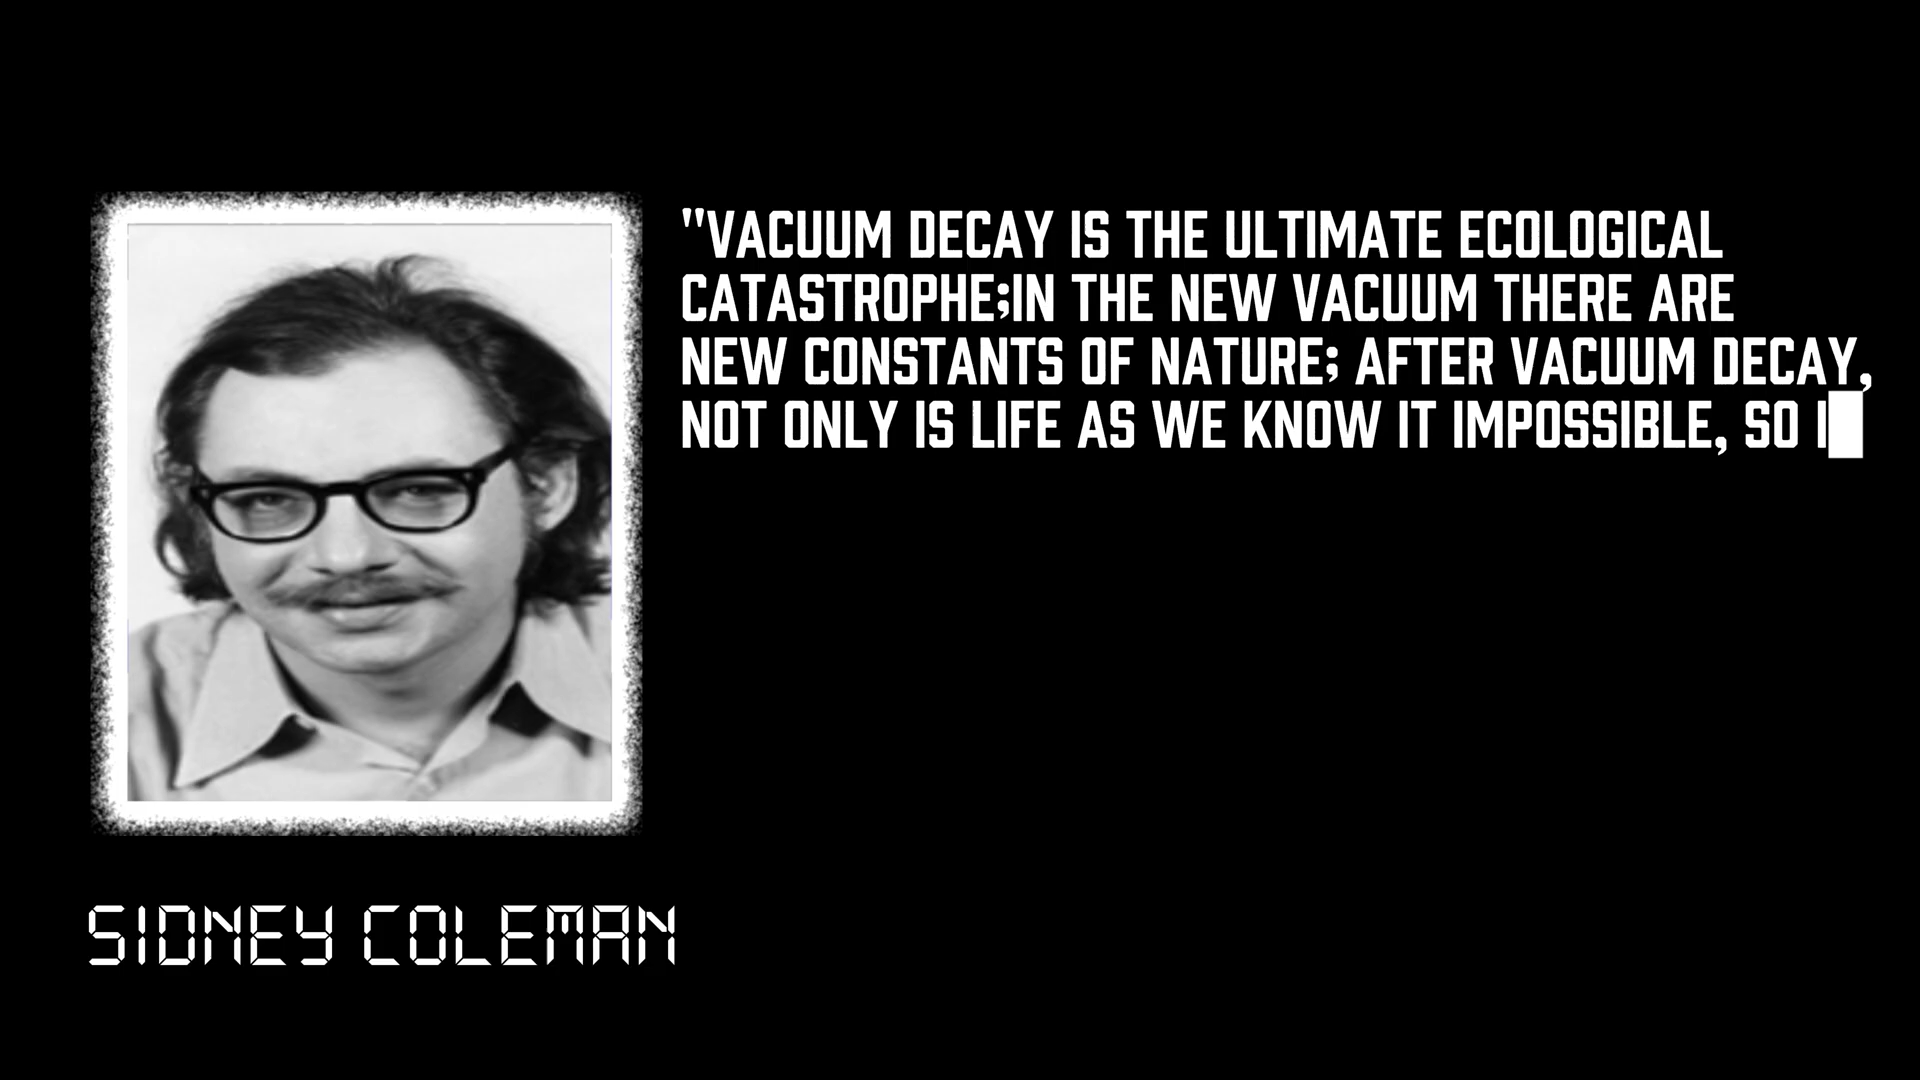 "VACUUM DECAY IS THE ULTIMATE ECOLOGICAL
CATASTROPHE;IN THE NEW VACUUM THERE ARE
NEW CONSTANTS OF NATURE; AFTER VACUUM DECAY,
NOT ONLY IS LIFE AS WE KNOW IT IMPOSSIBLE, SO I
SIDNEY COLEMAN